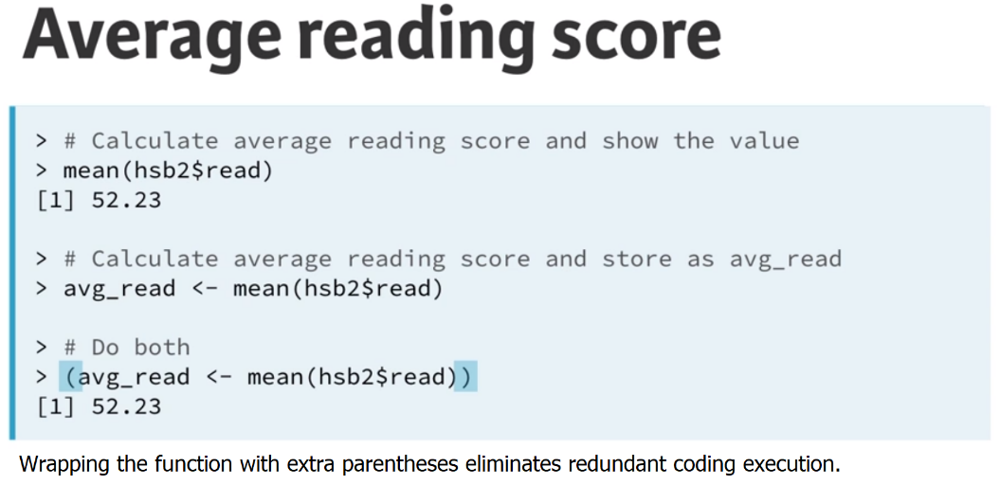 Average reading score
> # Calculate average reading score and show the value
> mean(hsb2$read)
[1] 52.23
> # Calculate average reading score and store as avg_read
> avg_read <- mean(hsb2$read)
> # Do both
> (avg_read <- mean(hsb2$read))
[1] 52.23
Wrapping the function with extra parentheses eliminates redundant coding execution.